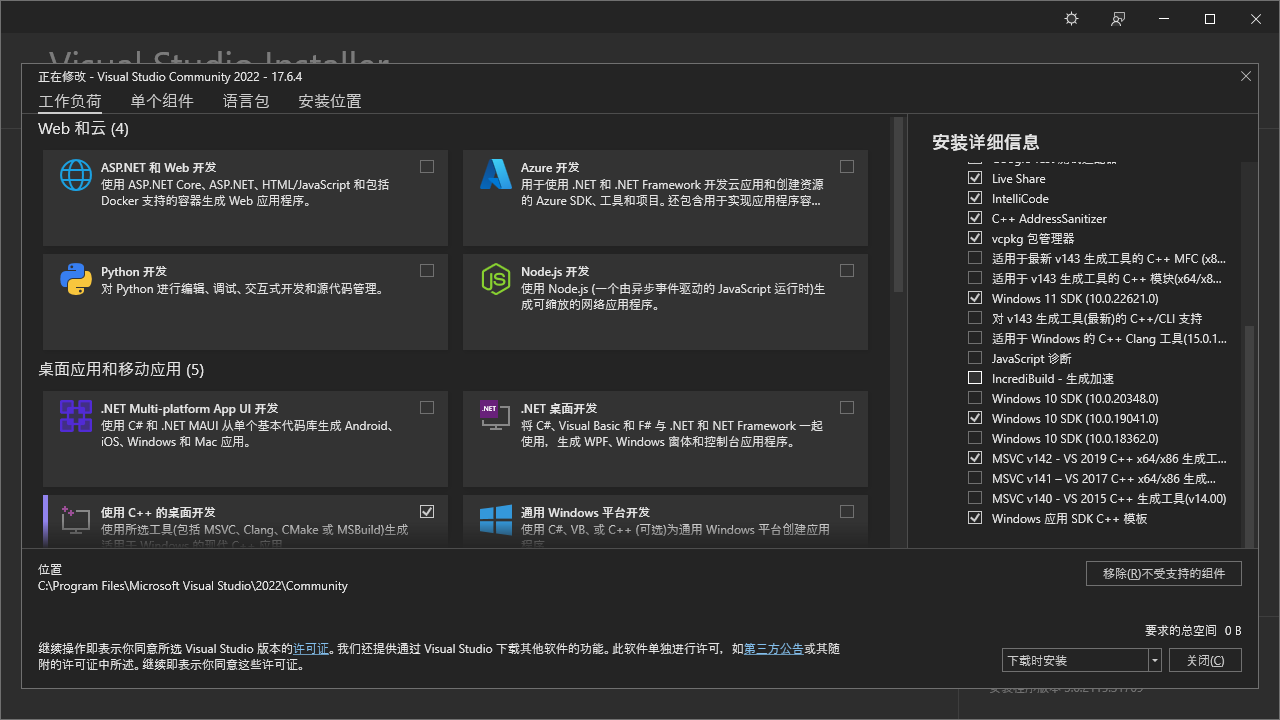 Visual Studio Installer
正在修改 - Visual Studio Community 2022 - 17.6.4
工作负荷 单个组件 语言包 安装位置
Web 和云 (4)
ASP.NET 和 Web 开发
使用 ASP.NET Core、ASP.NET、HTML/JavaScript 和包括
Docker 支持的容器生成 Web 应用程序。
Azure 开发
用于使用 .NET 和 .NET Framework 开发云应用和创建资源
的 Azure SDK、工具和项目。还包含用于实现应用程序容...
Python 开发
对 Python 进行编辑、调试、交互式开发和源代码管理。
Node.js 开发
使用 Node.js (一个由异步事件驱动的 JavaScript 运行时)生
成可缩放的网络应用程序。
桌面应用和移动应用 (5)
.NET Multi-platform App UI 开发
使用 C# 和 .NET MAUI 从单个基本代码库生成 Android、
iOS、Windows 和 Mac 应用。
.NET
.NET 桌面开发
将 C#、Visual Basic 和 F# 与 .NET 和 .NET Framework 一起
使用，生成 WPF、Windows 窗体和控制台应用程序。
使用 C++ 的桌面开发
使用所选工具(包括 MSVC、Clang、CMake 或 MSBuild)生成
适用于 Windows 的现代 C++ 应用
通用 Windows 平台开发
使用 C#、VB、或 C++ (可选)为通用 Windows 平台创建应用
程序
安装详细信息
Live Share
IntelliCode
C++ AddressSanitizer
vcpkg 包管理器
适用于最新 v143 生成工具的 C++ MFC (x8...
适用于 v143 生成工具的 C++ 模块(x64/x8...
Windows 11 SDK (10.0.22621.0)
对 v143 生成工具(最新)的 C++/CLI 支持
适用于 Windows 的 C++ Clang 工具(15.0.1...
JavaScript 诊断
IncrediBuild - 生成加速
Windows 10 SDK (10.0.20348.0)
Windows 10 SDK (10.0.19041.0)
Windows 10 SDK (10.0.18362.0)
MSVC v142 - VS 2019 C++ x64/x86 生成工...
MSVC v141 – VS 2017 C++ x64/x86 生成...
MSVC v140 - VS 2015 C++ 生成工具(v14.00)
Windows 应用 SDK C++ 模板
位置
C:\Program Files\Microsoft Visual Studio\2022\Community
移除(R)不受支持的组件
要求的总空间 0 B
继续操作即表示你同意所选 Visual Studio 版本的许可证。我们还提供通过 Visual Studio 下载其他软件的功能。此软件单独进行许可，如第三方公告或其随
附的许可证中所述。继续即表示你同意这些许可证。
下载时安装
关闭(C)